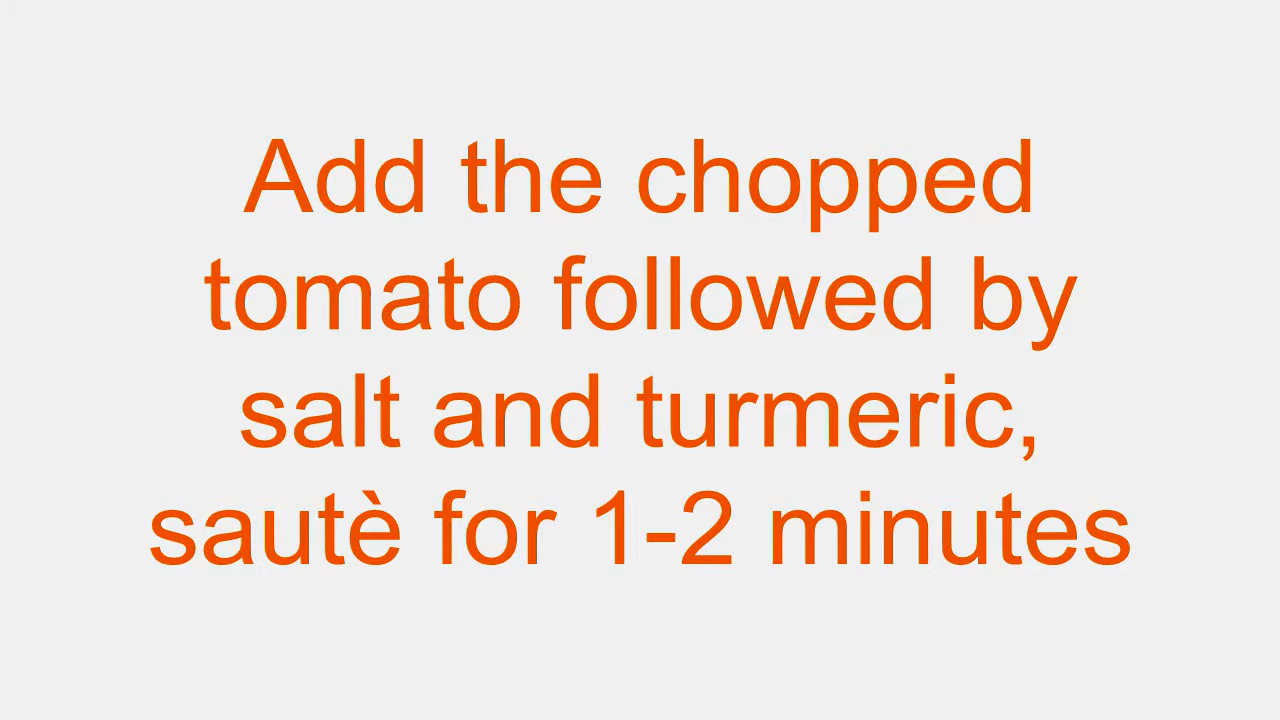 Add the chopped
tomato followed by
salt and turmeric,
sautè for 1-2 minutes